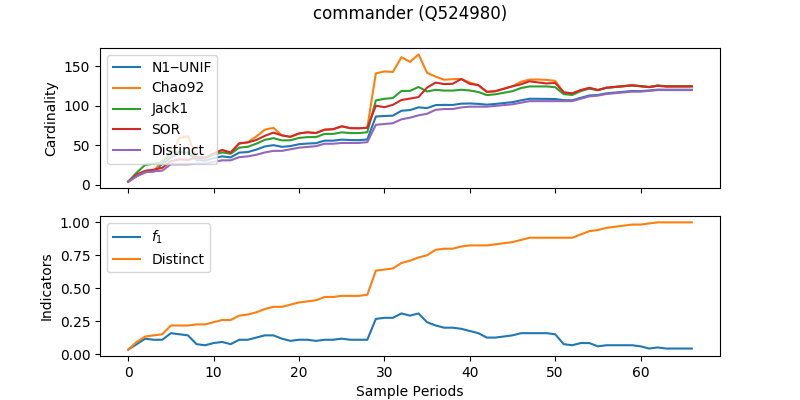 commander (Q524980)
Cardinality
150
100
50
0
N1−UNIF
Chao92
Jack1
SOR
Distinct
Indicators
1.00
0.75
0.50
0.25
0.00
f1
Distinct
0 10 20 30 40 50 60
Sample Periods